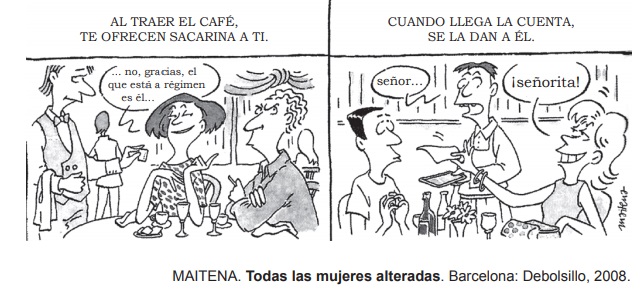 AL TRAER EL CAFÉ,
TE OFRECEN SACARINA A TI.
... no, gracias, el
que está a régimen
es él...
CUANDO LLEGA LA CUENTA,
SE LA DAN A ÉL.
señor...
¡señorita!
maitena
MAITENA. Todas las mujeres alteradas. Barcelona: Debolsillo, 2008.